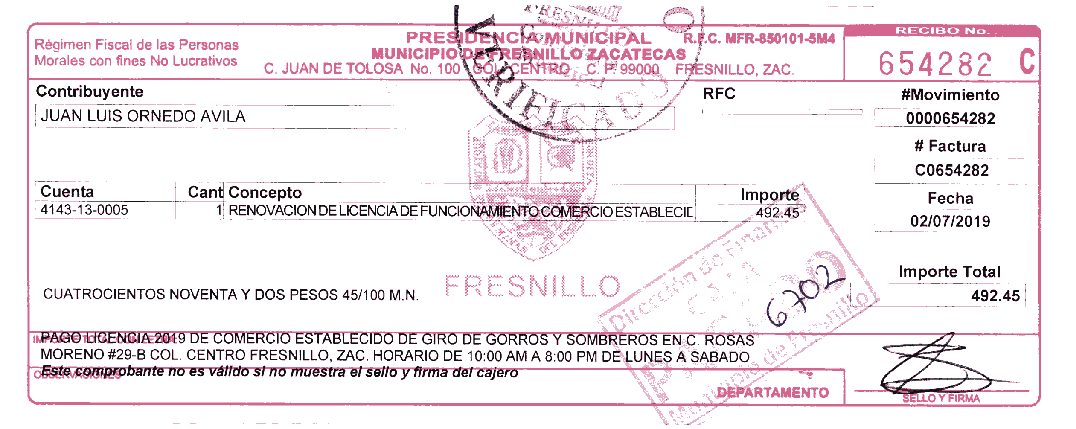 Régimen Fiscal de las Personas
Morales con fines No Lucrativos
PRESIDENCIA MUNICIPAL
R.F.C. MFR-850101-5M4
MUNICIPIO DE FRESNILLO ZACATECAS
C. JUAN DE TOLOSA No. 100 COL. CENTRO C. P. 99000 FRESNILLO, ZAC.
VERIFICADO
RECIBO No.
654282 C
Contribuyente
JUAN LUIS ORNEDO AVILA
RFC
#Movimiento
0000654282
# Factura
C0654282
Fecha
02/07/2019
Cuenta Cant Concepto Importe
4143-13-0005 1 RENOVACION DE LICENCIA DE FUNCIONAMIENTO COMERCIO ESTABLECIE 492.45
Importe Total
492.45
FRESNILLO
CUATROCIENTOS NOVENTA Y DOS PESOS 45/100 M.N.
Dirección de Finanzas
6702
PAGO LICENCIA 2019 DE COMERCIO ESTABLECIDO DE GIRO DE GORROS Y SOMBREROS EN C. ROSAS
MORENO #29-B COL. CENTRO FRESNILLO, ZAC. HORARIO DE 10:00 AM A 8:00 PM DE LUNES A SABADO
Este comprobante no es válido si no muestra el sello y firma del cajero
OBSERVACIONES
DEPARTAMENTO
SELLO Y FIRMA